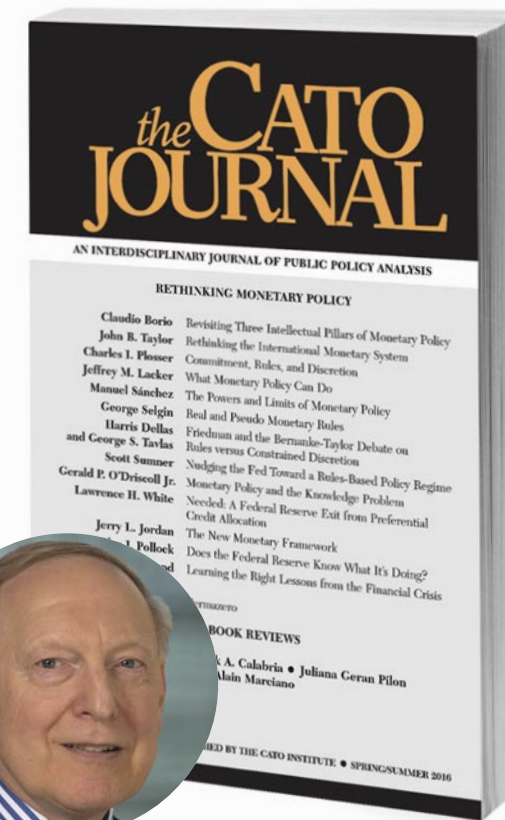 the CATO
JOURNAL
AN INTERDISCIPLINARY JOURNAL OF PUBLIC POLICY ANALYSIS
RETHINKING MONETARY POLICY
Claudio Borio Revisiting Three Intellectual Pillars of Monetary Policy
John B. Taylor Rethinking the International Monetary System
Charles I. Plosser Commitment, Rules, and Discretion
Jeffrey M. Lacker What Monetary Policy Can Do
Manuel Sánchez The Powers and Limits of Monetary Policy
George Selgin Real and Pseudo Monetary Rules
Harris Dellas Friedman and the Bernanke-Taylor Debate on
and George S. Tavlas Rules versus Constrained Discretion
Scott Sumner Nudging the Fed Toward a Rules-Based Policy Regime
Gerald P. O'Driscoll Jr. Monetary Policy and the Knowledge Problem
Lawrence H. White Needed: A Federal Reserve Exit from Preferential
Credit Allocation
Jerry L. Jordan The New Monetary Framework
J. Pollock Does the Federal Reserve Know What It's Doing?
nd Learning the Right Lessons from the Financial Crisis
ermazero
BOOK REVIEWS
k A. Calabria ● Juliana Geran Pilon
Alain Marciano
HED BY THE CATO INSTITUTE ● SPRING/SUMMER 2016